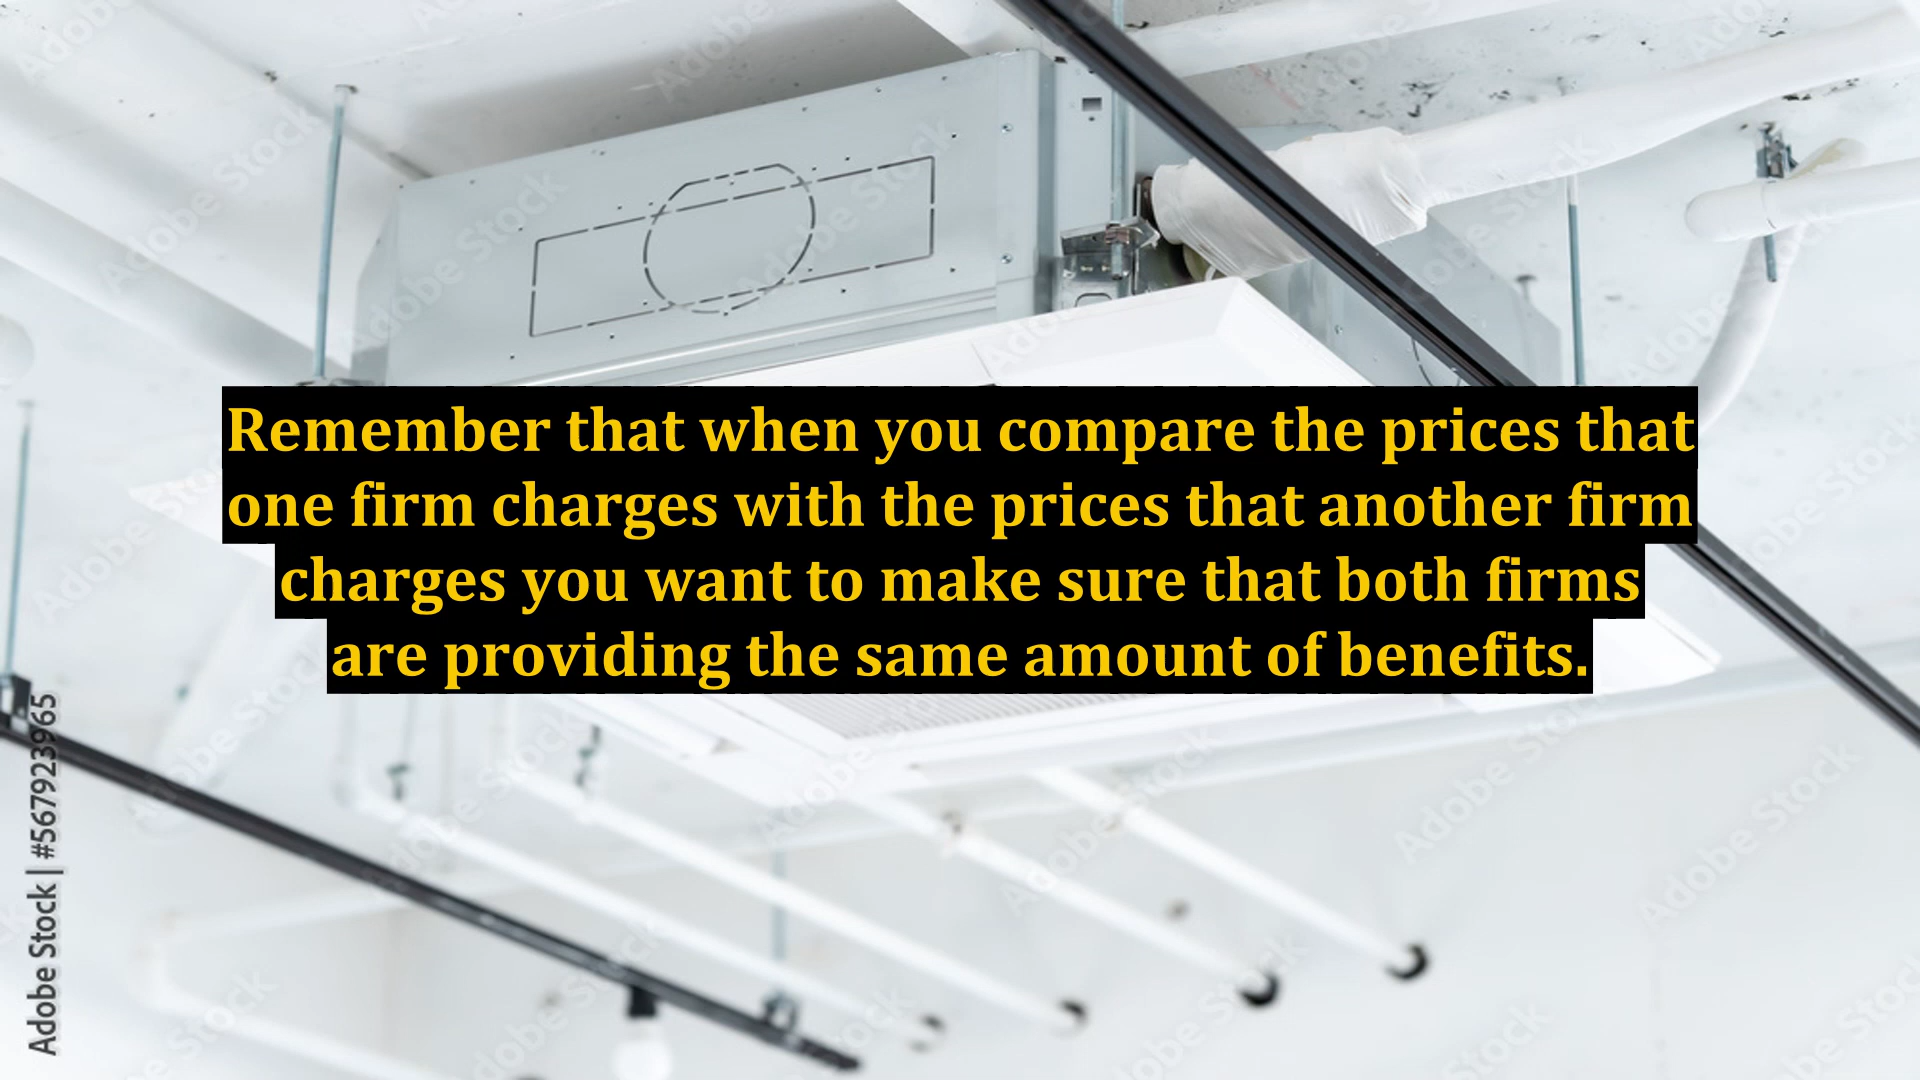 Remember that when you compare the prices that
one firm charges with the prices that another firm
charges you want to make sure that both firms
are providing the same amount of benefits.
Adobe Stock | #567923965